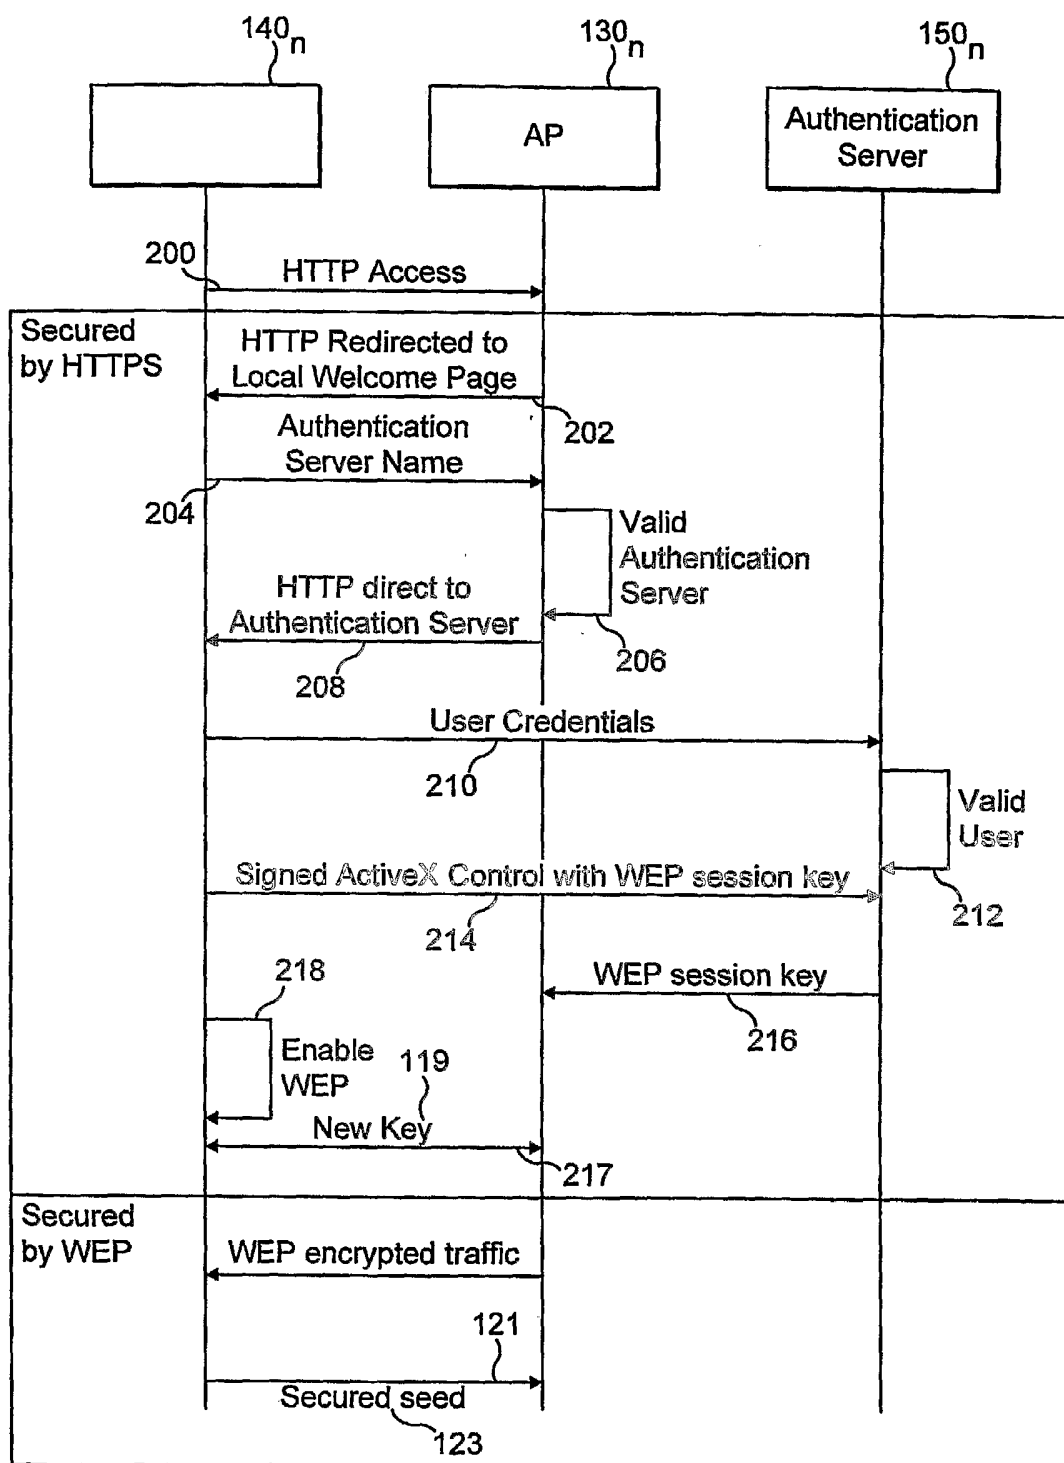 140n
130n
150n
AP
Authentication
Server
200
HTTP Access
Secured
by HTTPS
HTTP Redirected to
Local Welcome Page
202
Authentication
Server Name
204
Valid
Authentication
Server
HTTP direct to
Authentication Server
206
208
User Credentials
210
Valid
User
Signed ActiveX Control with WEP session key
212
214
218
WEP session key
216
Enable
WEP
119
New Key
217
Secured
by WEP
WEP encrypted traffic
121
Secured seed
123